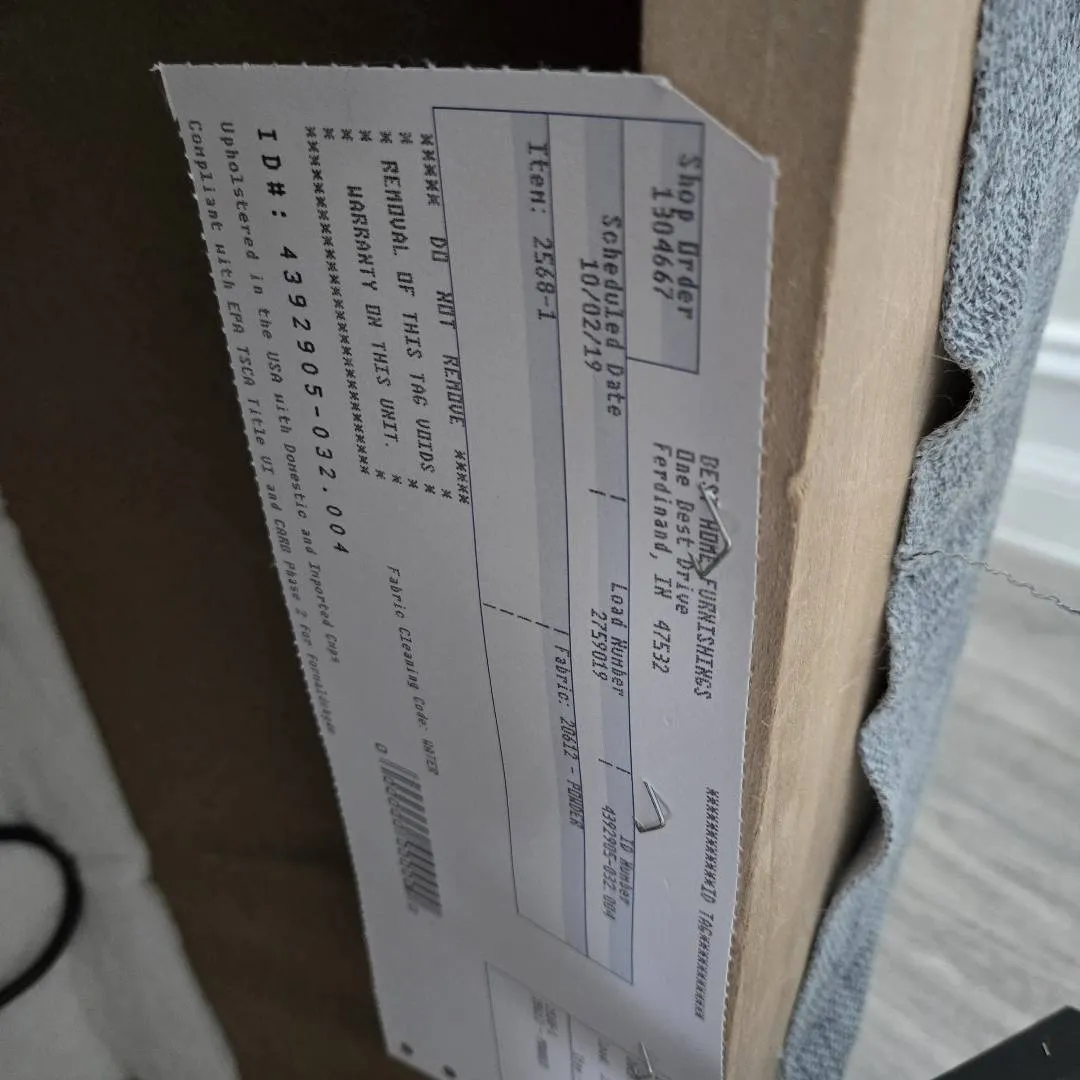 BEST HOME FURNISHINGS
One Best Drive
Ferdinand, IN 47532
************ID TAG************
Shop Order
1304667
Scheduled Date
10/02/19
Load Number
2759019
ID Number
4392905-032.004
Item: 2568-1
Fabric: 20612 - POWDER
***** DO NOT REMOVE *****
* REMOVAL OF THIS TAG VOIDS *
* WARRANTY ON THIS UNIT. *
******************************
Fabric Cleaning Code: WATER
ID#: 4392905-032.004
Upholstered in the USA with Domestic and Imported
Compliant with EPA TSCA Title VI and CARB Phase 2 for Formaldehyde